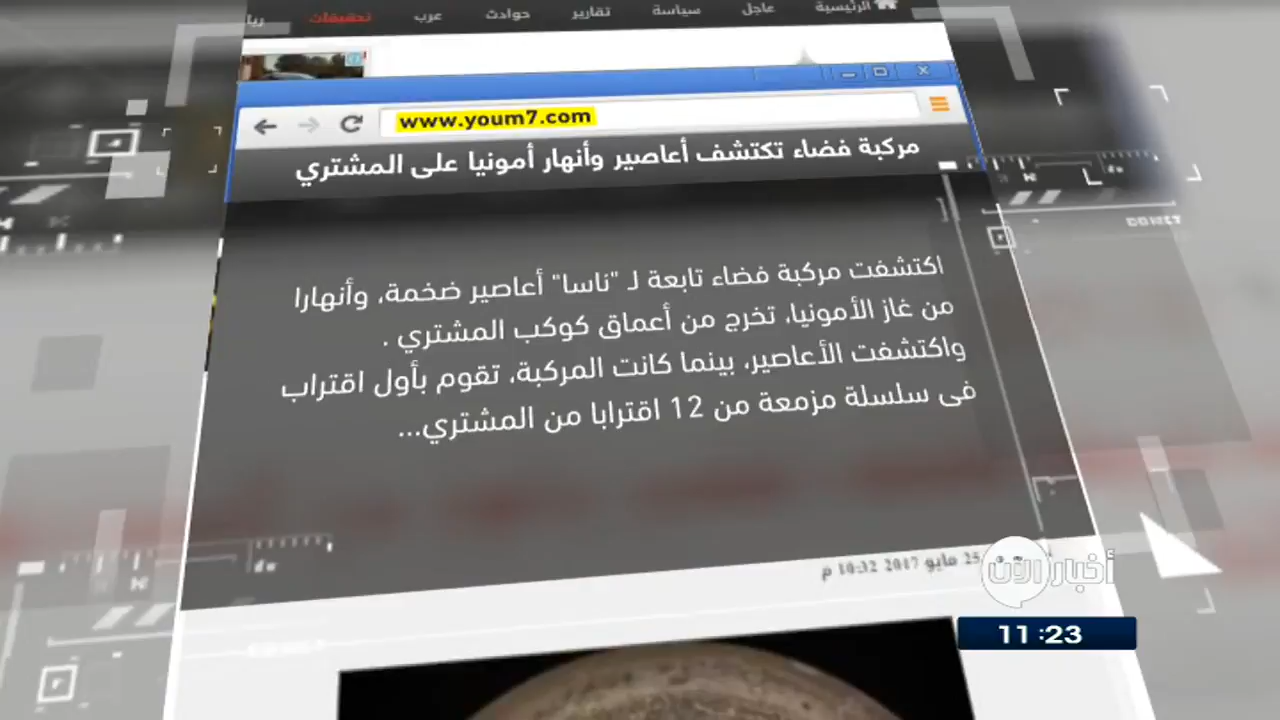 الرئيسية عاجل سياسة تقارير حوادث عرب تحقيقات
www.youm7.com
مركبة فضاء تكتشف أعاصير وأنهار أمونيا على المشتري
اكتشفت مركبة فضاء تابعة لـ "ناسا" أعاصير ضخمة، وأنهارا
من غاز الأمونيا، تخرج من أعماق كوكب المشتري .
واكتشفت الأعاصير، بينما كانت المركبة، تقوم بأول اقتراب
فى سلسلة مزمعة من 12 اقترابا من المشتري...
25 مايو 2017 10:32 م
أخبار الآن
11:23